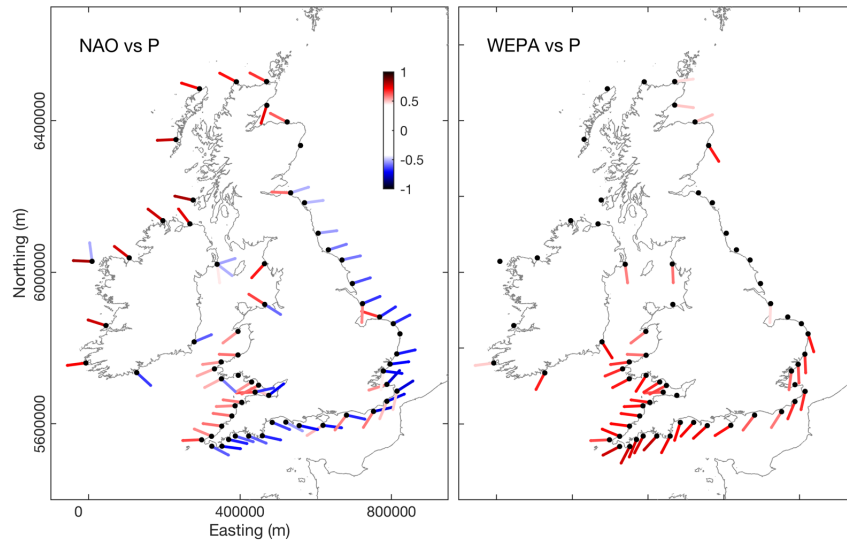 NAO vs P
WEPA vs P
1
0.5
0
-0.5
-1
6400000
6000000
5600000
Northing (m)
0
400000
800000
Easting (m)